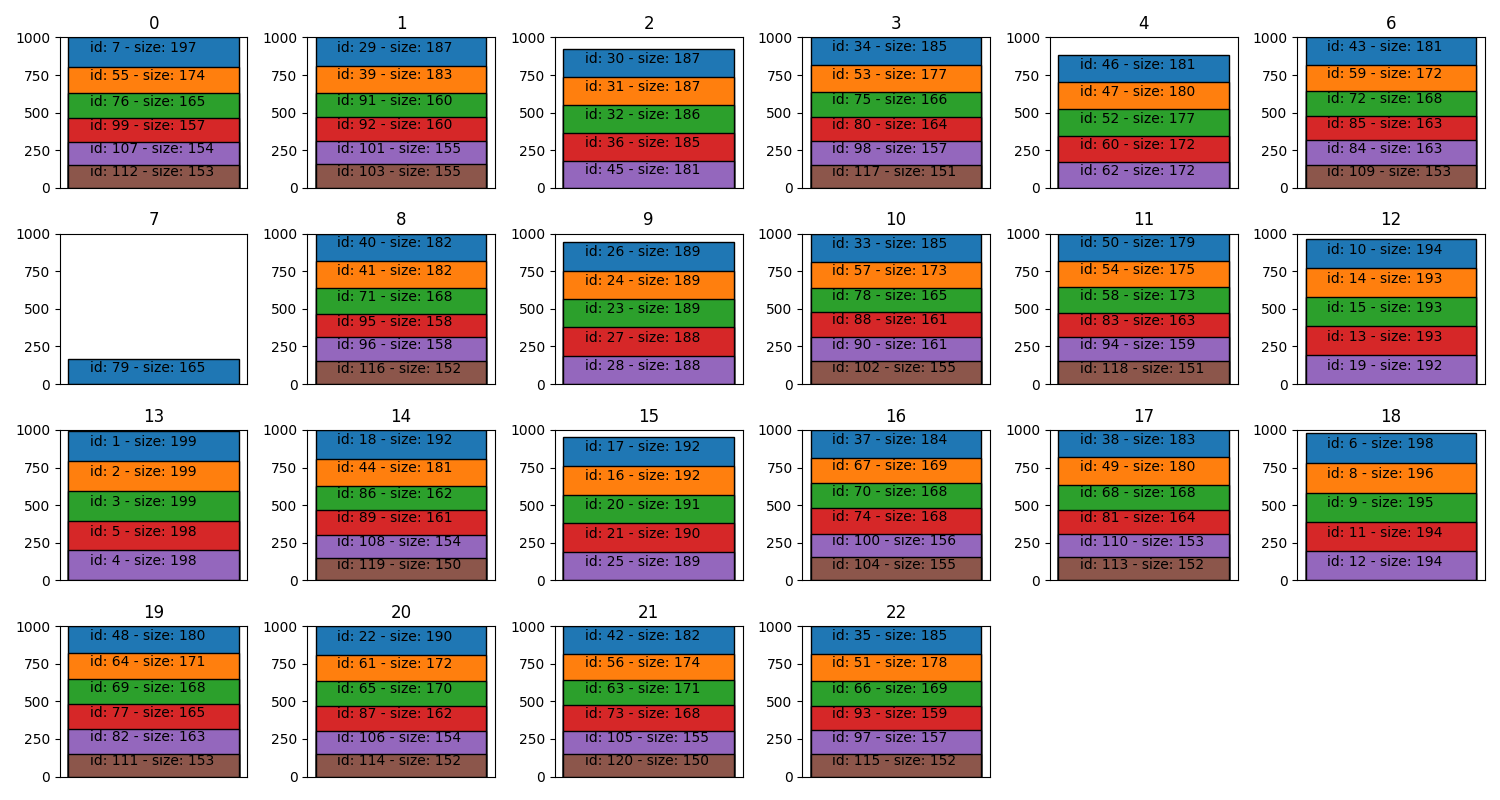 0
1000
750
500
250
0
id: 7 - size: 197
id: 55 - size: 174
id: 76 - size: 165
id: 99 - size: 157
id: 107 - size: 154
id: 112 - size: 153
1
1000
750
500
250
0
id: 29 - size: 187
id: 39 - size: 183
id: 91 - size: 160
id: 92 - size: 160
id: 101 - size: 155
id: 103 - size: 155
2
1000
750
500
250
0
id: 30 - size: 187
id: 31 - size: 187
id: 32 - size: 186
id: 36 - size: 185
id: 45 - size: 181
3
1000
750
500
250
0
id: 34 - size: 185
id: 53 - size: 177
id: 75 - size: 166
id: 80 - size: 164
id: 98 - size: 157
id: 117 - size: 151
4
1000
750
500
250
0
id: 46 - size: 181
id: 47 - size: 180
id: 52 - size: 177
id: 60 - size: 172
id: 62 - size: 172
6
1000
750
500
250
0
id: 43 - size: 181
id: 59 - size: 172
id: 72 - size: 168
id: 85 - size: 163
id: 84 - size: 163
id: 109 - size: 153
7
1000
750
500
250
0
id: 79 - size: 165
8
1000
750
500
250
0
id: 40 - size: 182
id: 41 - size: 182
id: 71 - size: 168
id: 95 - size: 158
id: 96 - size: 158
id: 116 - size: 152
9
1000
750
500
250
0
id: 26 - size: 189
id: 24 - size: 189
id: 23 - size: 189
id: 27 - size: 188
id: 28 - size: 188
10
1000
750
500
250
0
id: 33 - size: 185
id: 57 - size: 173
id: 78 - size: 165
id: 88 - size: 161
id: 90 - size: 161
id: 102 - size: 155
11
1000
750
500
250
0
id: 50 - size: 179
id: 54 - size: 175
id: 58 - size: 173
id: 83 - size: 163
id: 94 - size: 159
id: 118 - size: 151
12
1000
750
500
250
0
id: 10 - size: 194
id: 14 - size: 193
id: 15 - size: 193
id: 13 - size: 193
id: 19 - size: 192
13
1000
750
500
250
0
id: 1 - size: 199
id: 2 - size: 199
id: 3 - size: 199
id: 5 - size: 198
id: 4 - size: 198
14
1000
750
500
250
0
id: 18 - size: 192
id: 44 - size: 181
id: 86 - size: 162
id: 89 - size: 161
id: 108 - size: 154
id: 119 - size: 150
15
1000
750
500
250
0
id: 17 - size: 192
id: 16 - size: 192
id: 20 - size: 191
id: 21 - size: 190
id: 25 - size: 189
16
1000
750
500
250
0
id: 37 - size: 184
id: 67 - size: 169
id: 70 - size: 168
id: 74 - size: 168
id: 100 - size: 156
id: 104 - size: 155
17
1000
750
500
250
0
id: 38 - size: 183
id: 49 - size: 180
id: 68 - size: 168
id: 81 - size: 164
id: 110 - size: 153
id: 113 - size: 152
18
1000
750
500
250
0
id: 6 - size: 198
id: 8 - size: 196
id: 9 - size: 195
id: 11 - size: 194
id: 12 - size: 194
19
1000
750
500
250
0
id: 48 - size: 180
id: 64 - size: 171
id: 69 - size: 168
id: 77 - size: 165
id: 82 - size: 163
id: 111 - size: 153
20
1000
750
500
250
0
id: 22 - size: 190
id: 61 - size: 172
id: 65 - size: 170
id: 87 - size: 162
id: 106 - size: 154
id: 114 - size: 152
21
1000
750
500
250
0
id: 42 - size: 182
id: 56 - size: 174
id: 63 - size: 171
id: 73 - size: 168
id: 105 - size: 155
id: 120 - size: 150
22
1000
750
500
250
0
id: 35 - size: 185
id: 51 - size: 178
id: 66 - size: 169
id: 93 - size: 159
id: 97 - size: 157
id: 115 - size: 152